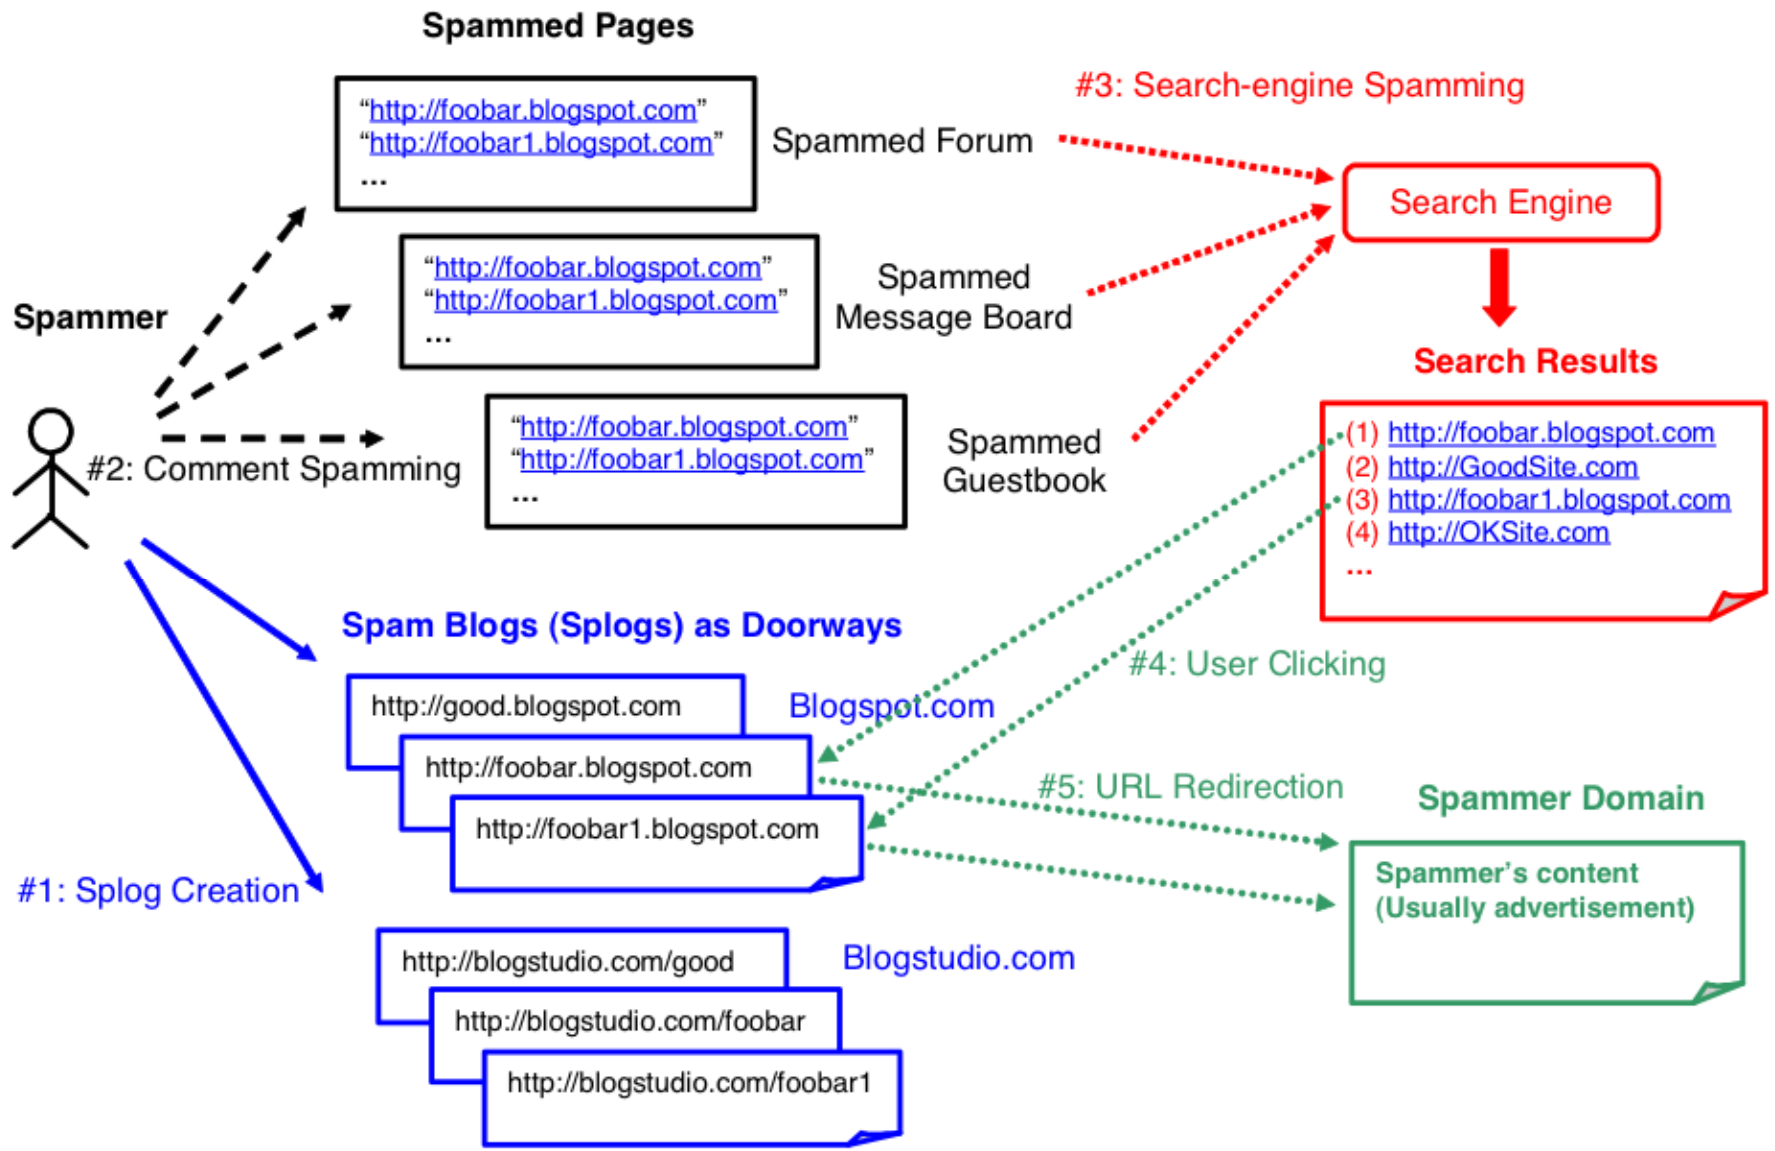 Spammed Pages
“http://foobar.blogspot.com”
“http://foobar1.blogspot.com”
...
Spammed Forum
#3: Search-engine Spamming
Search Engine
“http://foobar.blogspot.com”
“http://foobar1.blogspot.com”
...
Spammed
Message Board
Spammer
“http://foobar.blogspot.com”
“http://foobar1.blogspot.com”
...
Spammed
Guestbook
#2: Comment Spamming
Search Results
(1) http://foobar.blogspot.com
(2) http://GoodSite.com
(3) http://foobar1.blogspot.com
(4) http://OKSite.com
...
Spam Blogs (Splogs) as Doorways
#4: User Clicking
http://good.blogspot.com
Blogspot.com
http://foobar.blogspot.com
http://foobar1.blogspot.com
#5: URL Redirection
Spammer Domain
Spammer’s content
(Usually advertisement)
#1: Splog Creation
http://blogstudio.com/good
Blogstudio.com
http://blogstudio.com/foobar
http://blogstudio.com/foobar1